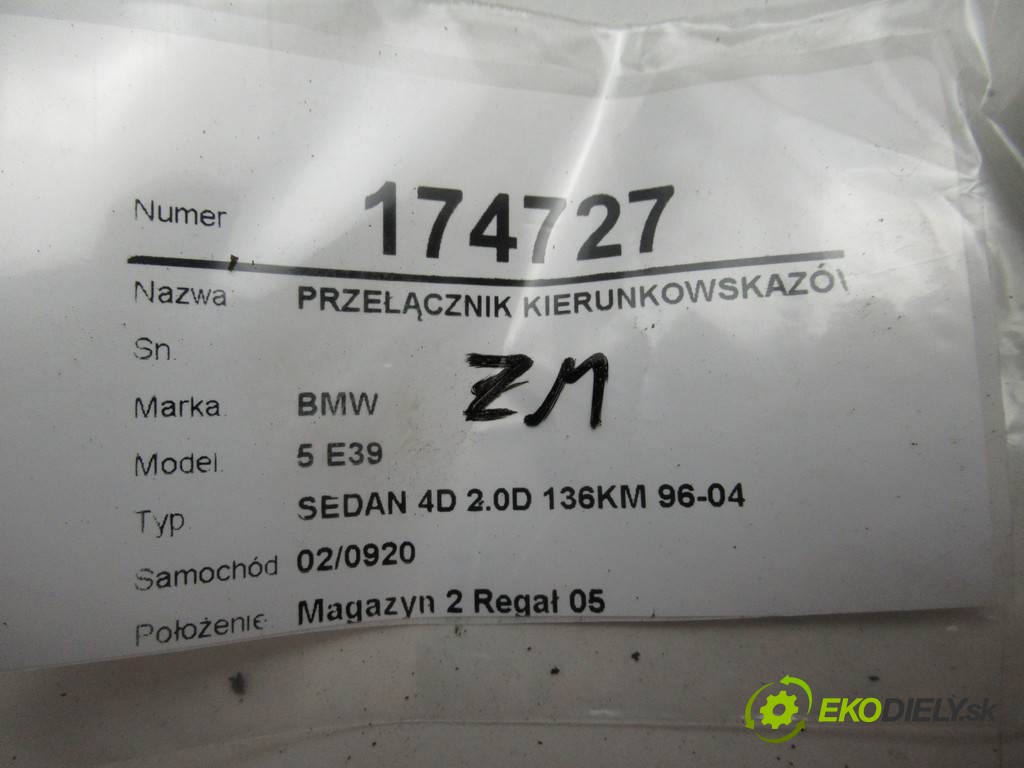 Numer 174727
Nazwa PRZEŁĄCZNIK KIERUNKOWSKAZÓ
Sn.
ZM
Marka BMW
Model. 5 E39
Typ SEDAN 4D 2.0D 136KM 96-04
Samochód 02/0920
Położenie Magazyn 2 Regał 05
EKODIELY.sk